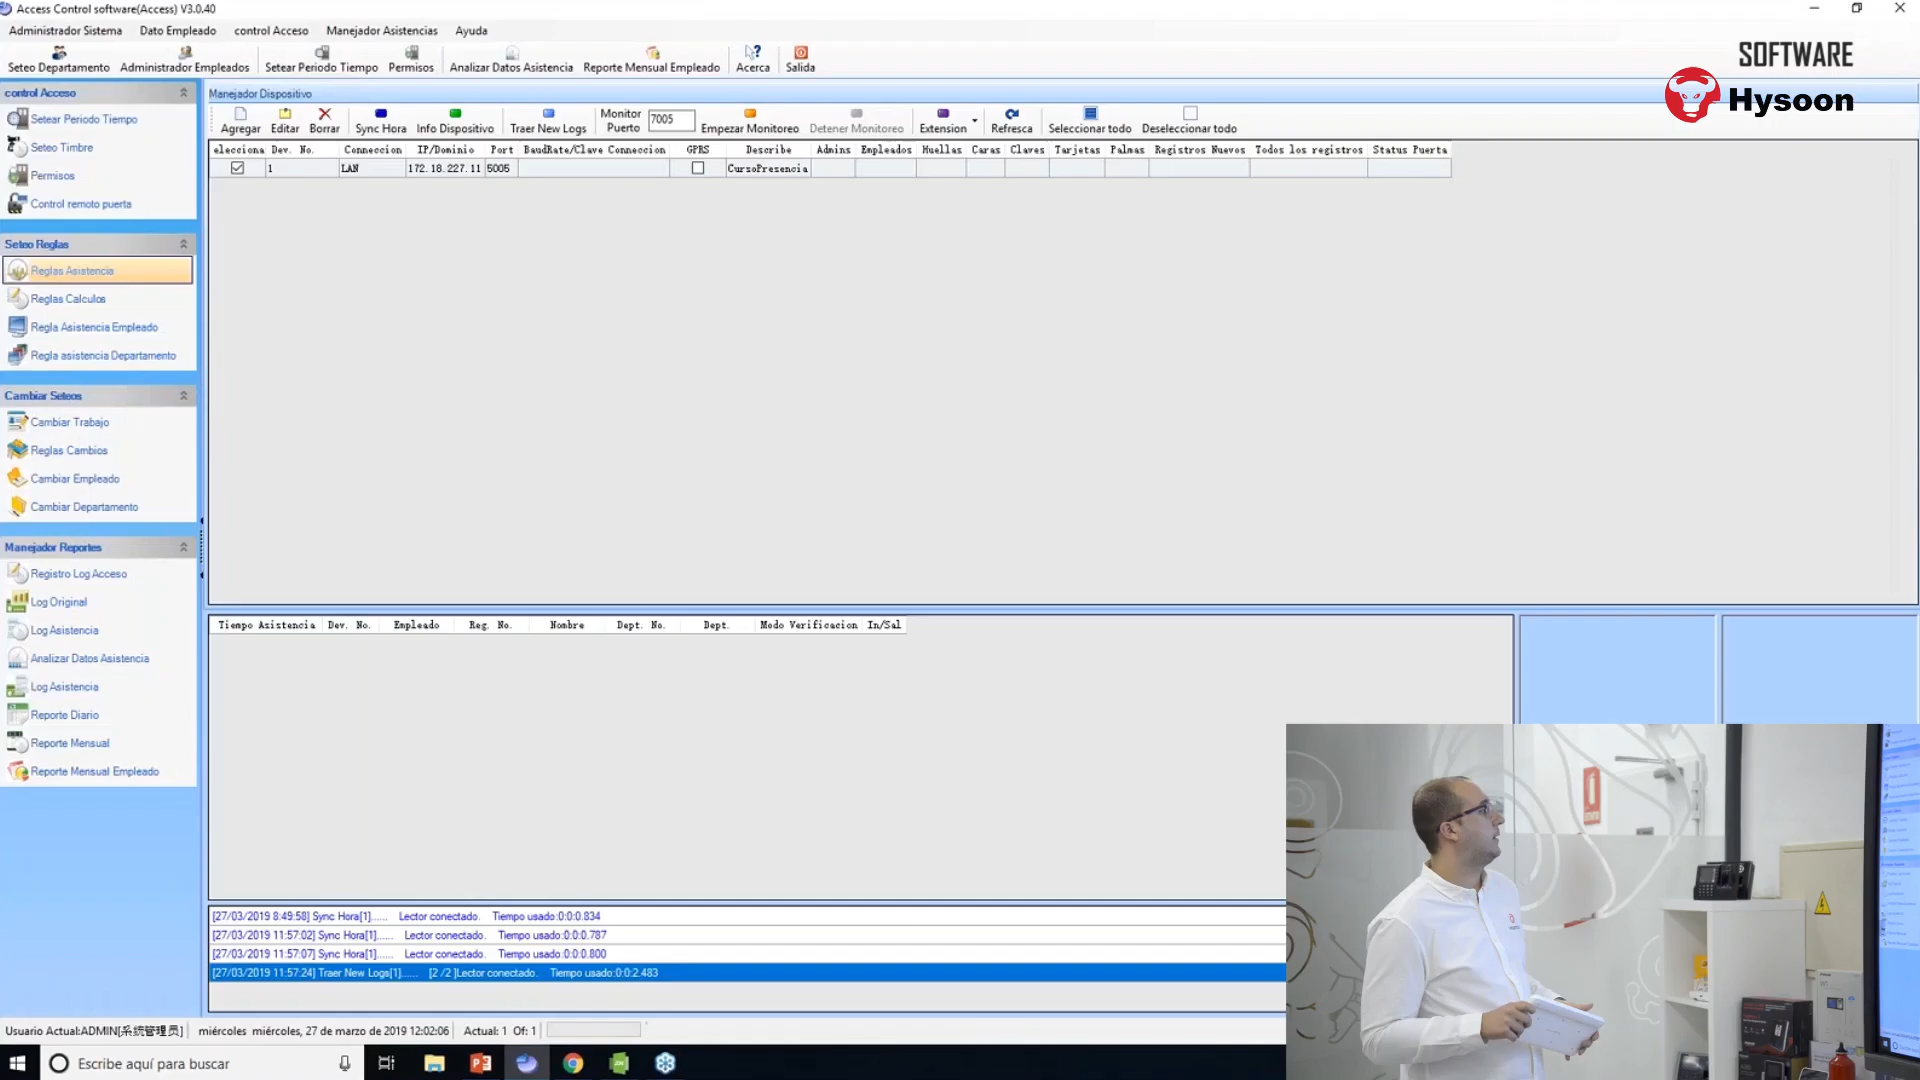 Access Control software(Access) V3.0.40
Administrador Sistema Dato Empleado control Acceso Manejador Asistencias Ayuda
Seteo Departamento Administrador Empleados Setear Periodo Tiempo Permisos Analizar Datos Asistencia Reporte Mensual Empleado Acerca Salida
SOFTWARE
Hysoon
control Acceso
Setear Periodo Tiempo
Seteo Timbre
Permisos
Control remoto puerta
Seteo Reglas
Reglas Asistencia
Reglas Calculos
Regla Asistencia Empleado
Regla asistencia Departamento
Cambiar Seteos
Cambiar Trabajo
Reglas Cambios
Cambiar Empleado
Cambiar Departamento
Manejador Reportes
Registro Log Acceso
Log Original
Log Asistencia
Analizar Datos Asistencia
Log Asistencia
Reporte Diario
Reporte Mensual
Reporte Mensual Empleado
Manejador Dispositivo
Agregar Editar Borrar Sync Hora Info Dispositivo Traer New Logs Monitor Puerto 7005 Empezar Monitoreo Detener Monitoreo Extension Refresca Seleccionar todo Deseleccionar todo
elecciona Dev. No. Conneccion IP/Dominio Port BaudRate/Clave Conneccion GPRS Describe Admins Empleados Huellas Caras Claves Tarjetas Palmas Registros Nuevos Todos los registros Status Puerta
1 LAN 172.18.227.11 5005 CursoPresencia
Tiempo Asistencia Dev. No. Empleado Reg. No. Nombre Dept. No. Dept. Modo Verificacion In/Sal
[27/03/2019 8:49:58] Sync Hora[1]...... Lector conectado. Tiempo usado:0:0:0.834
[27/03/2019 11:57:02] Sync Hora[1]...... Lector conectado. Tiempo usado:0:0:0.787
[27/03/2019 11:57:07] Sync Hora[1]...... Lector conectado. Tiempo usado:0:0:0.800
[27/03/2019 11:57:24] Traer New Logs[1]...... [2 /2 ]Lector conectado. Tiempo usado:0:0:2.483
Usuario Actual:ADMIN[系统管理员] miércoles miércoles, 27 de marzo de 2019 12:02:06 Actual: 1 Of: 1
Escribe aquí para buscar